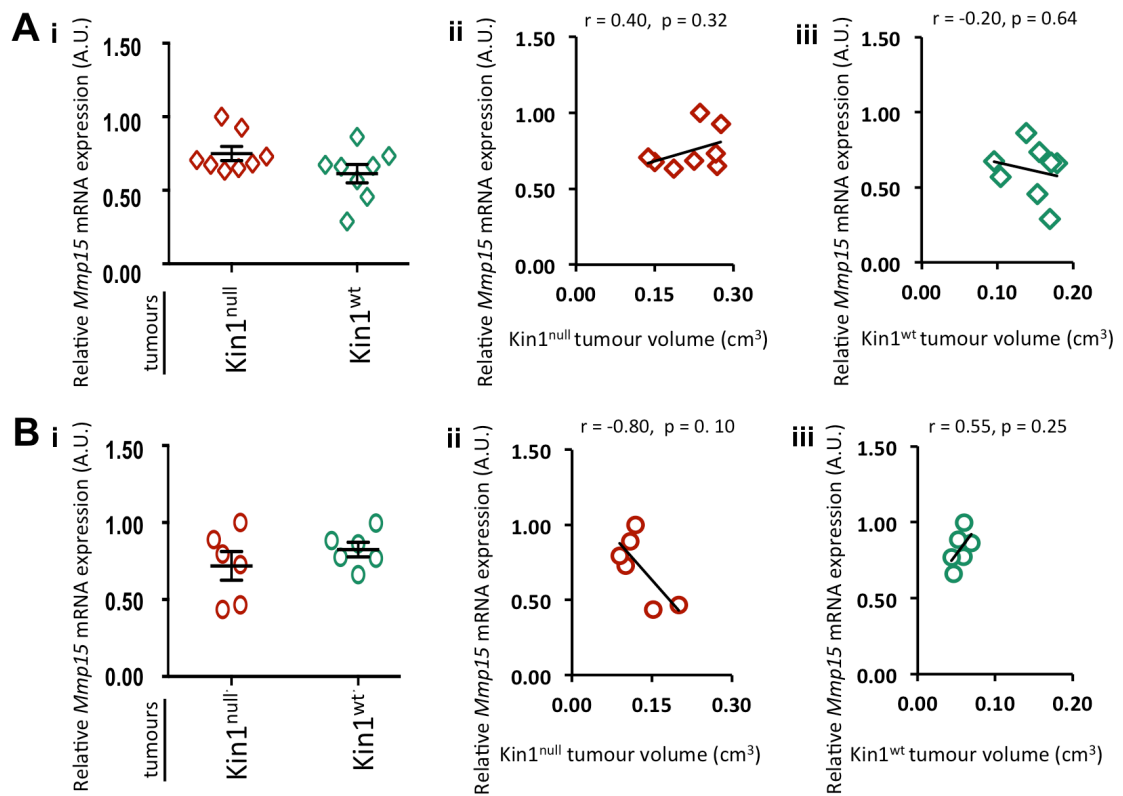 A i
Relative Mmp15 mRNA expression (A.U.)
1.50
1.00
0.50
0.00
tumours
Kin1null
Kin1wt
ii
r = 0.40, p = 0.32
Relative Mmp15 mRNA expression (A.U.)
1.50
1.00
0.50
0.00
0.00 0.15 0.30
Kin1null tumour volume (cm3)
iii
r = -0.20, p = 0.64
Relative Mmp15 mRNA expression (A.U.)
1.50
1.00
0.50
0.00
0.00 0.10 0.20
Kin1wt tumour volume (cm3)
B i
Relative Mmp15 mRNA expression (A.U.)
1.50
1.00
0.50
0.00
tumours
Kin1null
Kin1wt
ii
r = -0.80, p = 0. 10
Relative Mmp15 mRNA expression (A.U.)
1.50
1.00
0.50
0.00
0.00 0.15 0.30
Kin1null tumour volume (cm3)
iii
r = 0.55, p = 0.25
Relative Mmp15 mRNA expression (A.U.)
1.50
1.00
0.50
0.00
0.00 0.10 0.20
Kin1wt tumour volume (cm3)